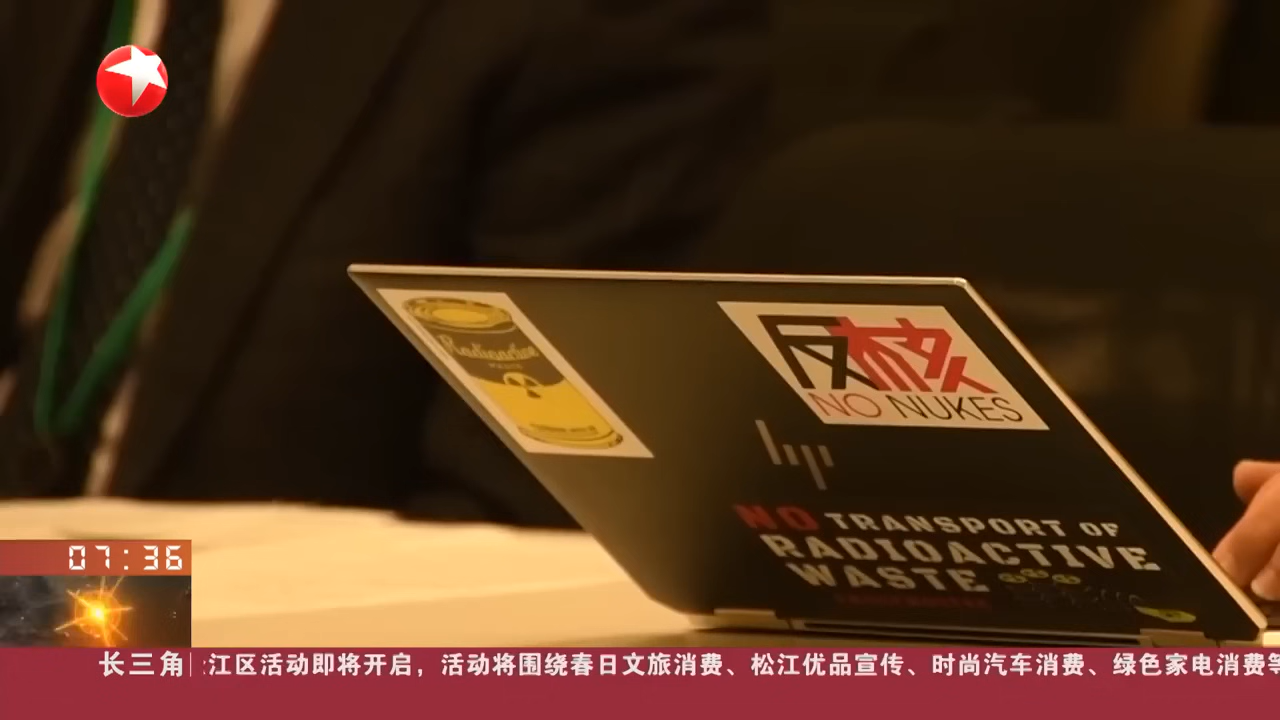 Radioactive
反核
NO NUKES
hp
NO TRANSPORT OF
RADIOACTIVE
WASTE
07:36
长三角
江区活动即将开启，活动将围绕春日文旅消费、松江优品宣传、时尚汽车消费、绿色家电消费等